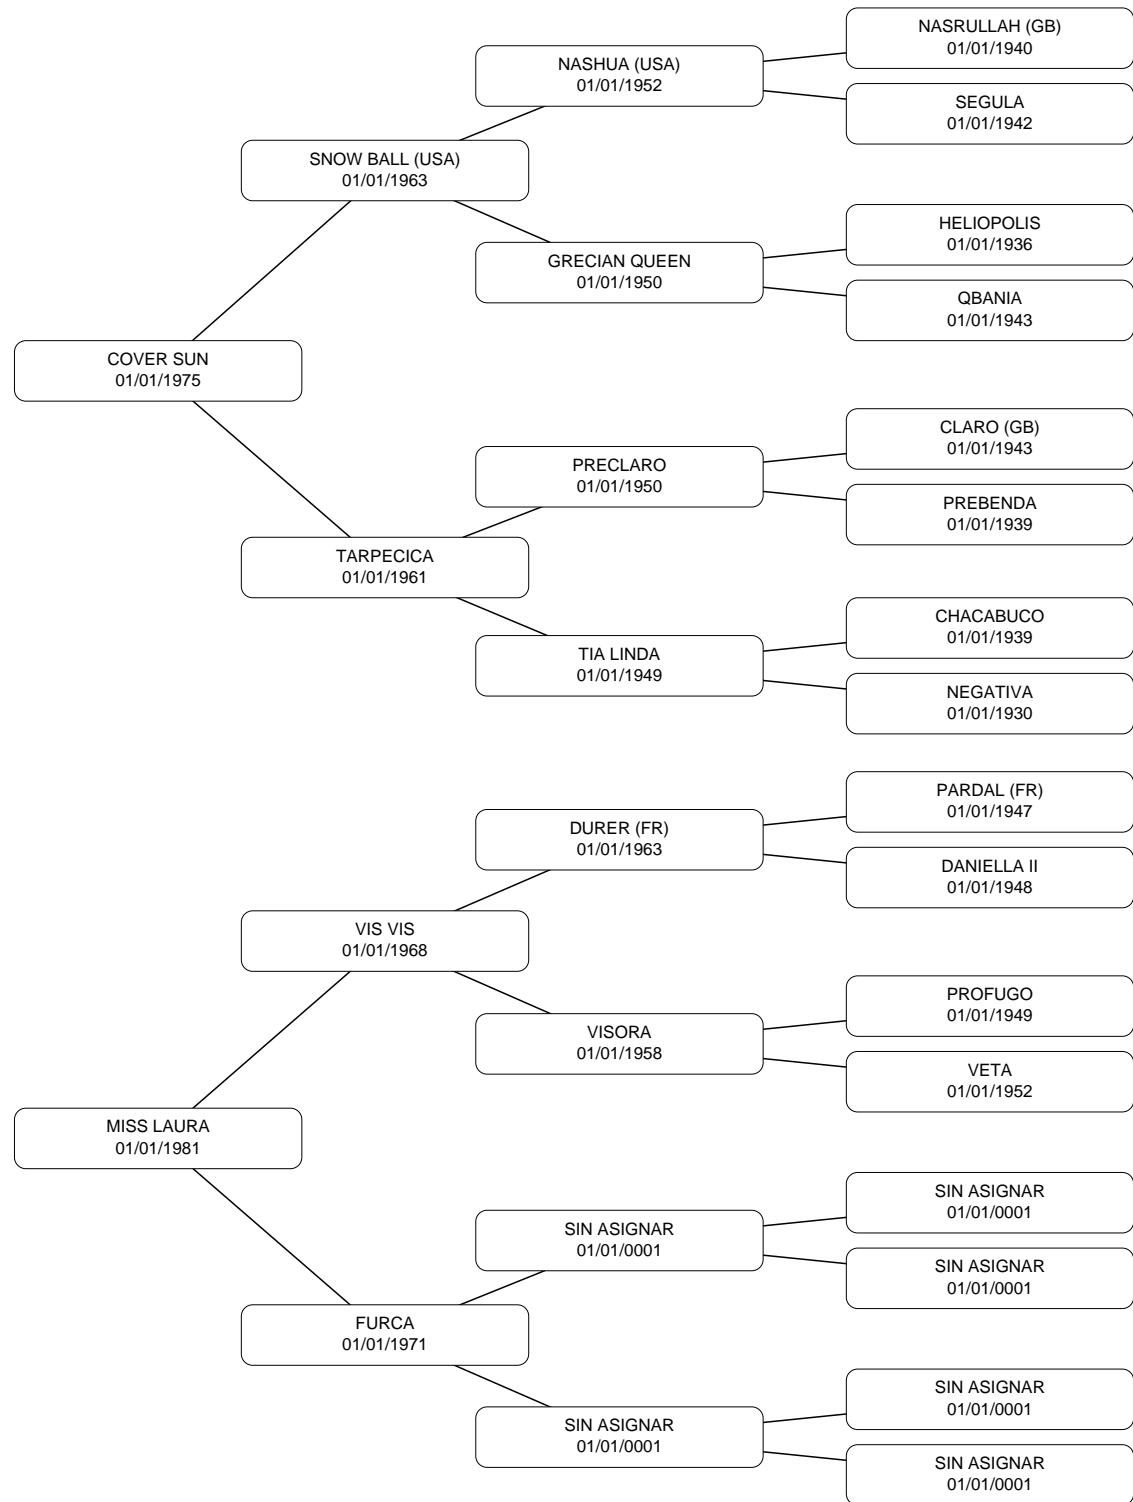 NASRULLAH (GB)
01/01/1940
NASHUA (USA)
01/01/1952
SEGULA
01/01/1942
SNOW BALL (USA)
01/01/1963
HELIOPOLIS
01/01/1936
GRECIAN QUEEN
01/01/1950
QBANIA
01/01/1943
COVER SUN
01/01/1975
CLARO (GB)
01/01/1943
PRECLARO
01/01/1950
PREBENDA
01/01/1939
TARPECICA
01/01/1961
CHACABUCO
01/01/1939
TIA LINDA
01/01/1949
NEGATIVA
01/01/1930
PARDAL (FR)
01/01/1947
DURER (FR)
01/01/1963
DANIELLA II
01/01/1948
VIS VIS
01/01/1968
PROFUGO
01/01/1949
VISORA
01/01/1958
VETA
01/01/1952
MISS LAURA
01/01/1981
SIN ASIGNAR
01/01/0001
SIN ASIGNAR
01/01/0001
SIN ASIGNAR
01/01/0001
FURCA
01/01/1971
SIN ASIGNAR
01/01/0001
SIN ASIGNAR
01/01/0001
SIN ASIGNAR
01/01/0001